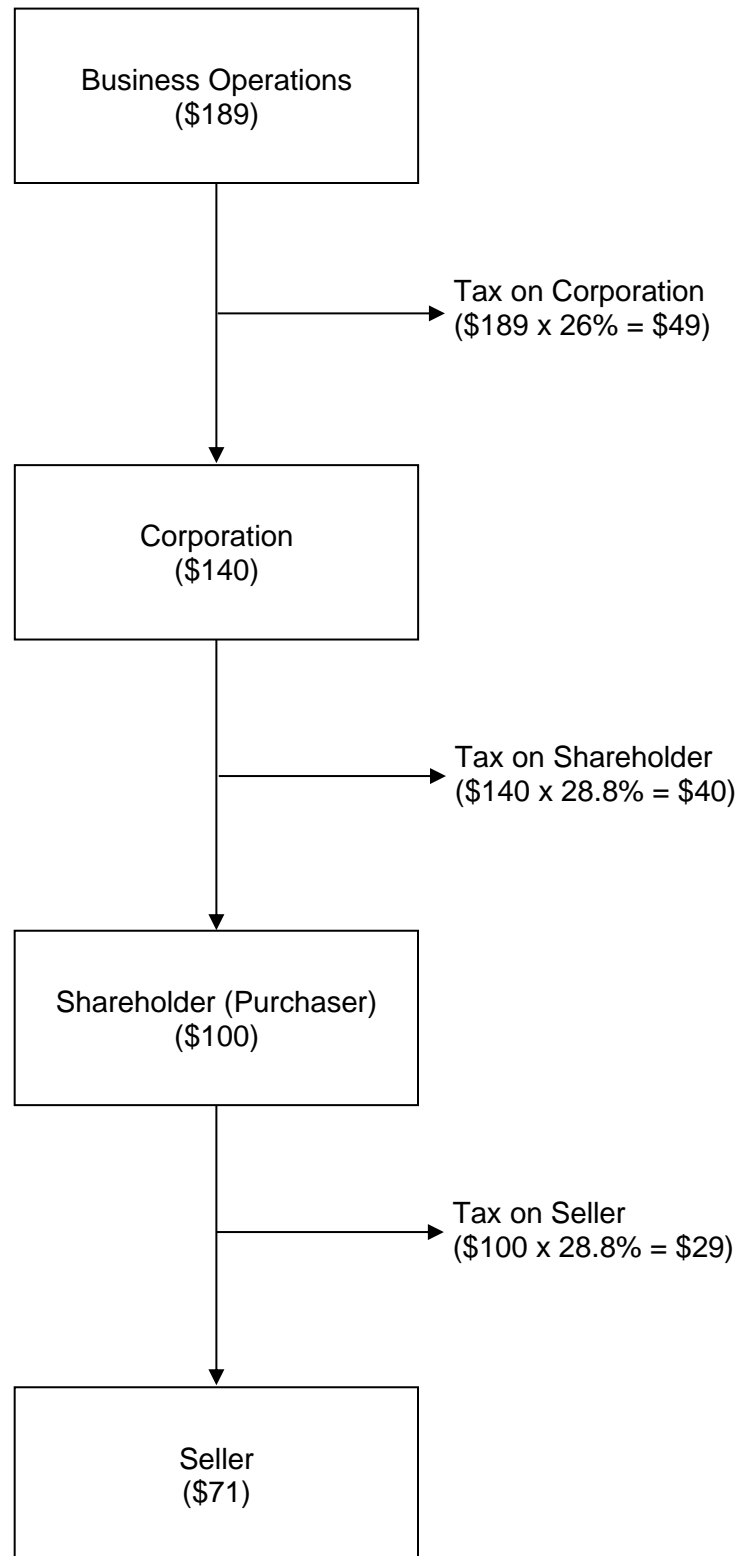 Business Operations
($189)
Tax on Corporation
($189 x 26% = $49)
Corporation
($140)
Tax on Shareholder
($140 x 28.8% = $40)
Shareholder (Purchaser)
($100)
Tax on Seller
($100 x 28.8% = $29)
Seller
($71)